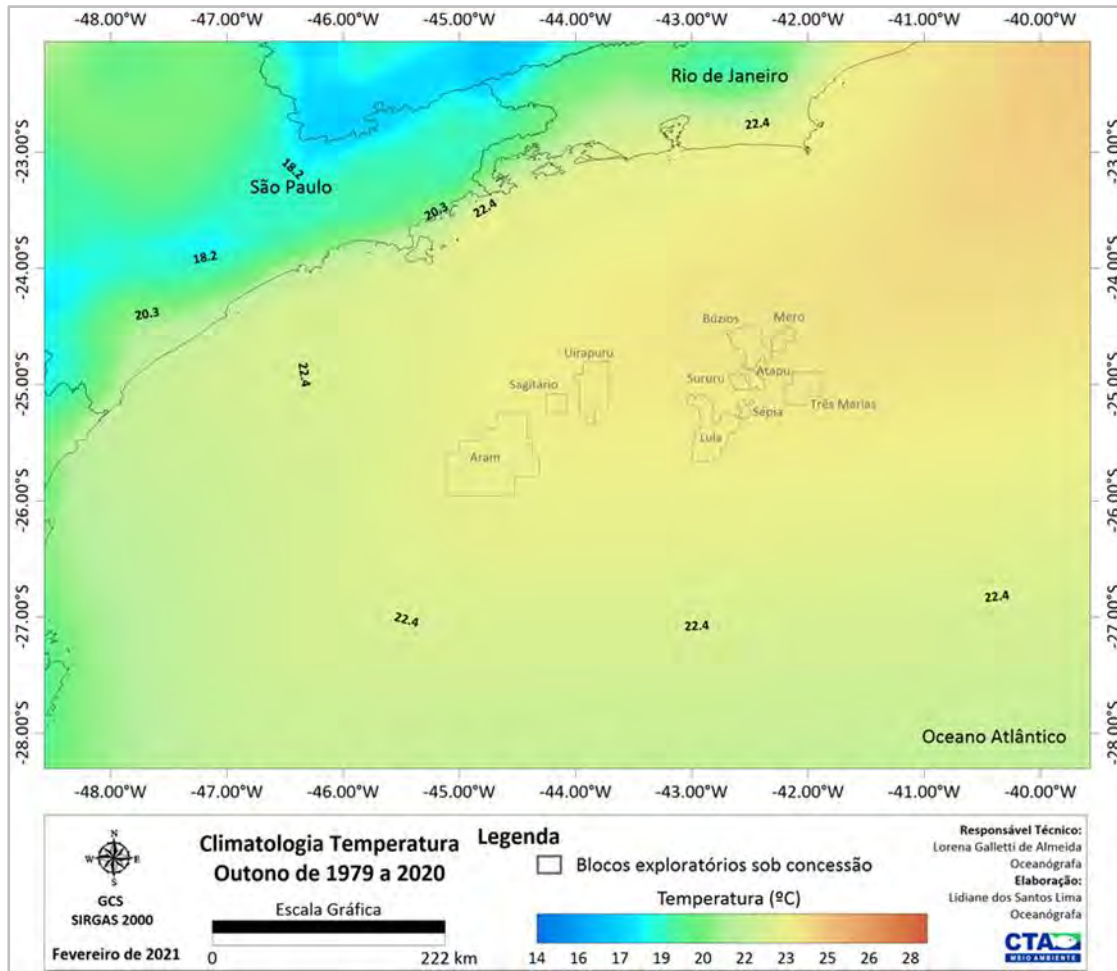 -48.00°W -47.00°W -46.00°W -45.00°W -44.00°W -43.00°W -42.00°W -41.00°W -40.00°W
Rio de Janeiro
22.4
-23.00°S -23.00°S
18.2
São Paulo
20.3
22.4
18.2
-24.00°S -24.00°S
20.3
Búzios Mero
Uirapuru
22.4
Atapu
Sururu
-25.00°S -25.00°S
Sagitário
Três Marias
Sépia
Lula
Aram
-26.00°S -26.00°S
22.4
-27.00°S 22.4 22.4 -27.00°S
-28.00°S -28.00°S
Oceano Atlântico
-48.00°W -47.00°W -46.00°W -45.00°W -44.00°W -43.00°W -42.00°W -41.00°W -40.00°W
N
W E
S
GCS
SIRGAS 2000
Fevereiro de 2021
Climatologia Temperatura
Outono de 1979 a 2020
Escala Gráfica
0 222 km
Legenda
Blocos exploratórios sob concessão
Temperatura (ºC)
14 16 17 19 20 22 23 25 26 28
Responsável Técnico:
Lorena Galletti de Almeida
Oceanógrafa
Elaboração:
Lidiane dos Santos Lima
Oceanógrafa
CTA
MEIO AMBIENTE